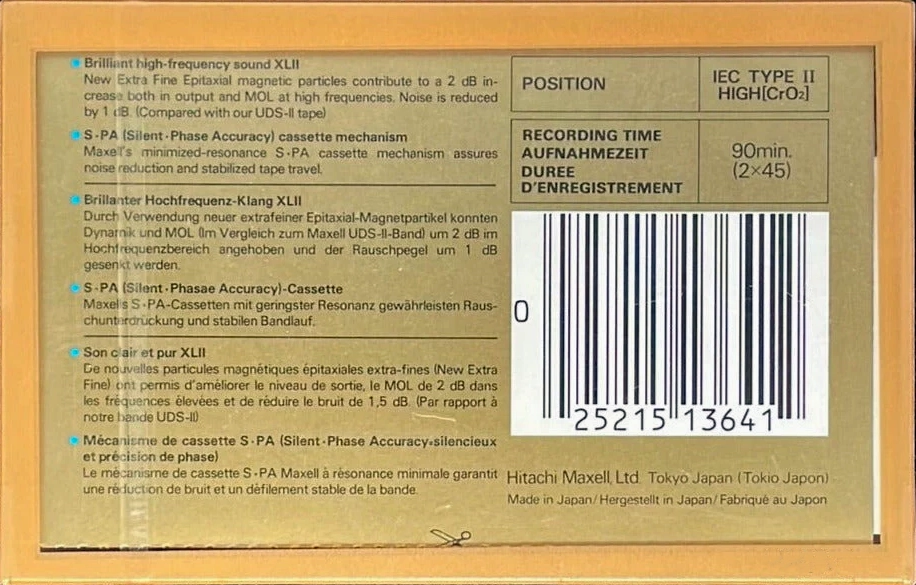 Brilliant high-frequency sound XLII
New Extra Fine Epitaxial magnetic particles contribute to a 2 dB in-
crease both in output and MOL at high frequencies. Noise is reduced
by 1 dB. (Compared with our UDS-II tape)
S·PA (Silent·Phase Accuracy) cassette mechanism
Maxell's minimized-resonance S·PA cassette mechanism assures
noise reduction and stabilized tape travel.
Brillanter Hochfrequenz-Klang XLII
Durch Verwendung neuer extrafeiner Epitaxial-Magnetpartikel konnten
Dynamik und MOL (Im Vergleich zum Maxell UDS-II-Band) um 2 dB im
Hochfrequenzbereich angehoben und der Rauschpegel um 1 dB
gesenkt werden.
S·PA (Silent·Phasae Accuracy)-Cassette
Maxells S·PA-Cassetten mit geringster Resonanz gewährleisten Raus-
chunterdrückung und stabilen Bandlauf.
Son clair et pur XLII
De nouvelles particules magnétiques épitaxiales extra-fines (New Extra
Fine) ont permis d'améliorer le niveau de sortie, le MOL de 2 dB dans
les fréquences élevées et de réduire le bruit de 1,5 dB. (Par rapport à
notre bande UDS-II)
Mécanisme de cassette S·PA (Silent·Phase Accuracy=silencieux
et précision de phase)
Le mécanisme de cassette S·PA Maxell à résonance minimale garantit
une réduction de bruit et un défilement stable de la bande.
POSITION
IEC TYPE II
HIGH[CrO₂]
RECORDING TIME
AUFNAHMEZEIT
DUREE
D'ENREGISTREMENT
90min.
(2×45)
0
25215 13641
Hitachi Maxell, Ltd. Tokyo Japan (Tokio Japon)
Made in Japan/Hergestellt in Japan/Fabriqué au Japon